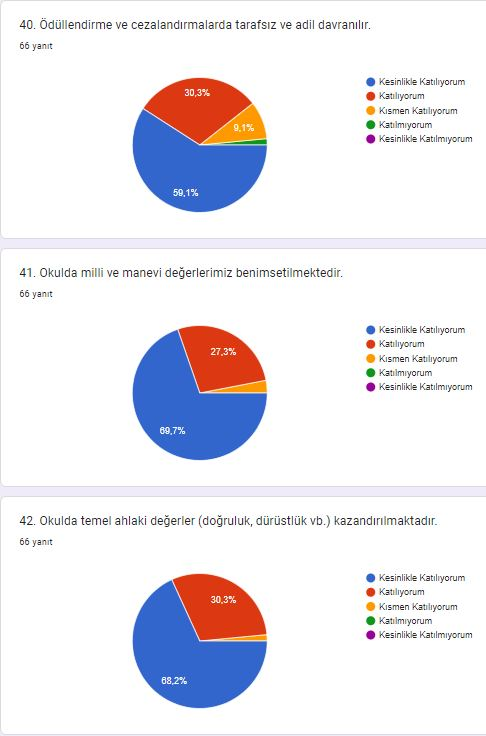 40. Ödüllendirme ve cezalandırmalarda tarafsız ve adil davranılır.
66 yanıt
Kesinlikle Katılıyorum
Katılıyorum
Kısmen Katılıyorum
Katılmıyorum
Kesinlikle Katılmıyorum
30,3%
9,1%
59,1%
41. Okulda milli ve manevi değerlerimiz benimsetilmektedir.
66 yanıt
Kesinlikle Katılıyorum
Katılıyorum
Kısmen Katılıyorum
Katılmıyorum
Kesinlikle Katılmıyorum
27,3%
69,7%
42. Okulda temel ahlaki değerler (doğruluk, dürüstlük vb.) kazandırılmaktadır.
66 yanıt
Kesinlikle Katılıyorum
Katılıyorum
Kısmen Katılıyorum
Katılmıyorum
Kesinlikle Katılmıyorum
30,3%
68,2%